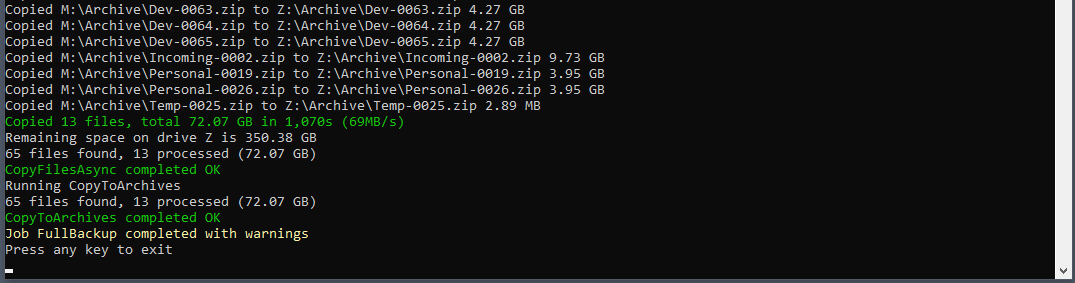 Copied M:\Archive\Dev-0063.zip to Z:\Archive\Dev-0063.zip 4.27 GB
Copied M:\Archive\Dev-0064.zip to Z:\Archive\Dev-0064.zip 4.27 GB
Copied M:\Archive\Dev-0065.zip to Z:\Archive\Dev-0065.zip 4.27 GB
Copied M:\Archive\Incoming-0002.zip to Z:\Archive\Incoming-0002.zip 9.73 GB
Copied M:\Archive\Personal-0019.zip to Z:\Archive\Personal-0019.zip 3.95 GB
Copied M:\Archive\Personal-0026.zip to Z:\Archive\Personal-0026.zip 3.95 GB
Copied M:\Archive\Temp-0025.zip to Z:\Archive\Temp-0025.zip 2.89 MB
Copied 13 files, total 72.07 GB in 1,070s (69MB/s)
Remaining space on drive Z is 350.38 GB
65 files found, 13 processed (72.07 GB)
CopyFilesAsync completed OK
Running CopyToArchives
65 files found, 13 processed (72.07 GB)
CopyToArchives completed OK
Job FullBackup completed with warnings
Press any key to exit